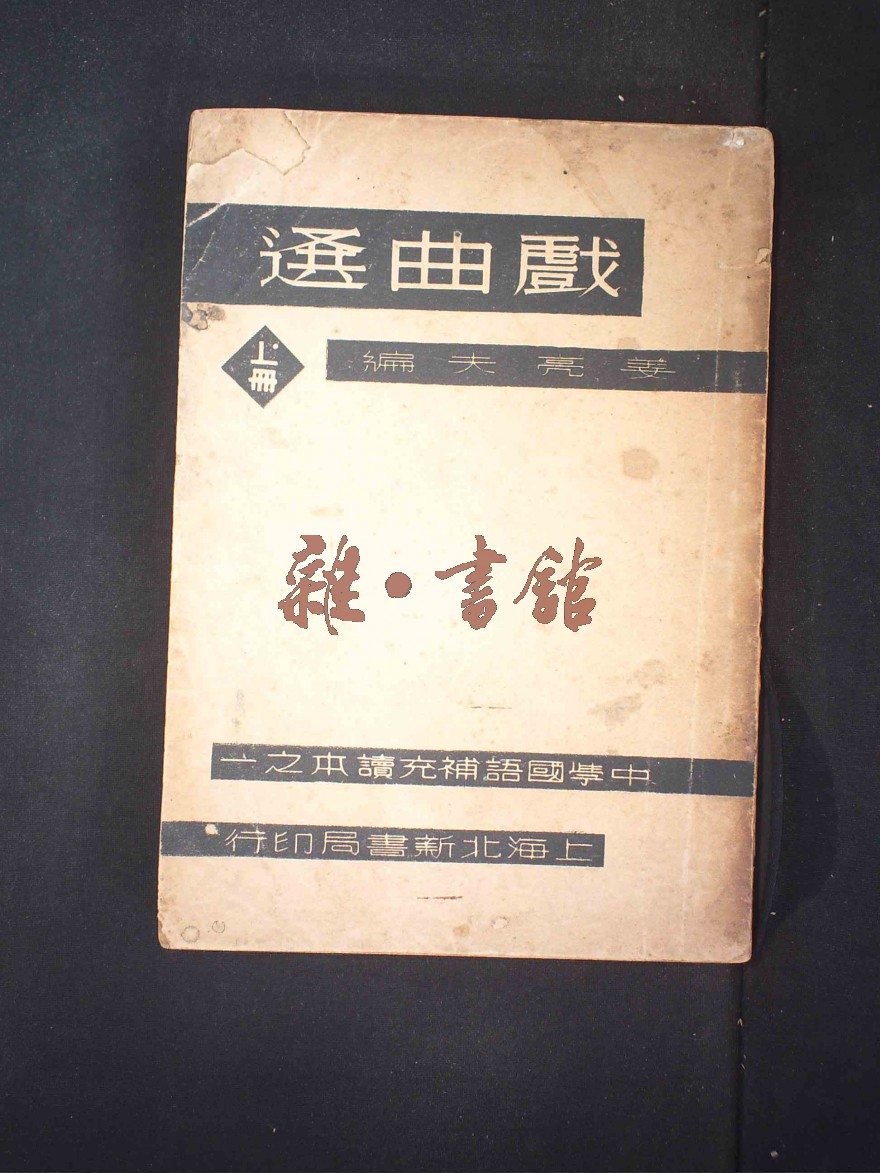 戲曲選
上冊
姜亮夫編
雜•書館
中學國語補充讀本之一
上海北新書局印行